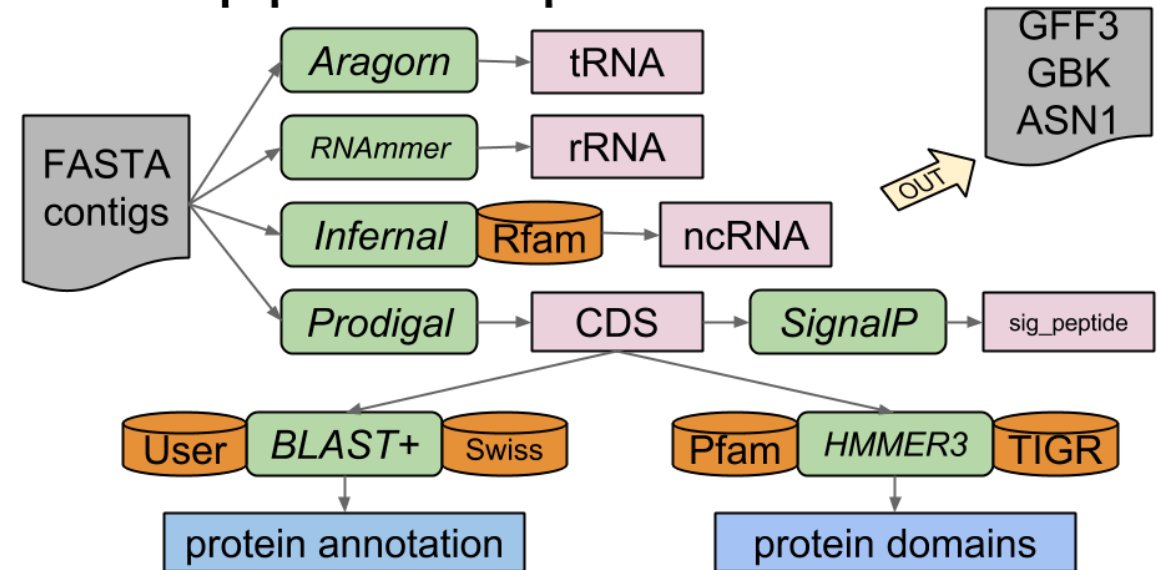 GFF3
GBK
ASN1
Aragorn
tRNA
FASTA
contigs
RNAmmer
rRNA
OUT
Infernal
Rfam
ncRNA
Prodigal
CDS
SignalP
sig_peptide
User
BLAST+
Swiss
Pfam
HMMER3
TIGR
protein annotation
protein domains